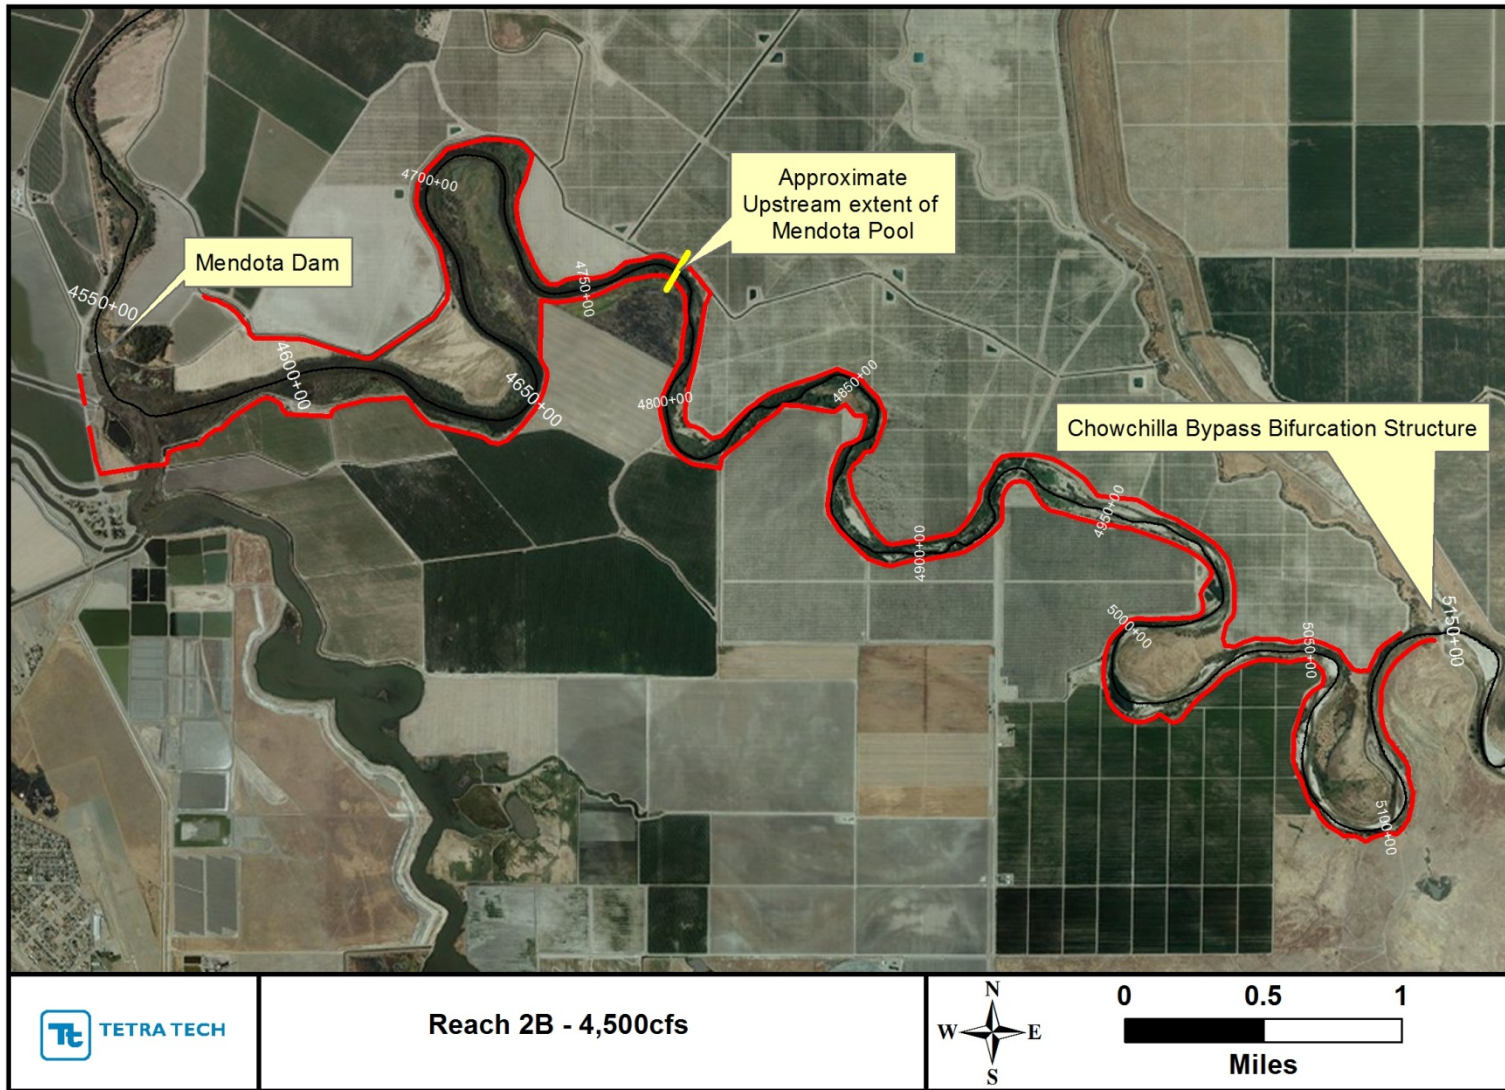 4700+00
Approximate
Upstream extent of
Mendota Pool
Mendota Dam
4550+00
4750+00
4600+00
4650+00
4800+00
4850+00
Chowchilla Bypass Bifurcation Structure
4950+00
4900+00
5000+00
5050+00
5150+00
5100+00
Tt TETRA TECH
Reach 2B - 4,500cfs
N
W E
S
0 0.5 1
Miles